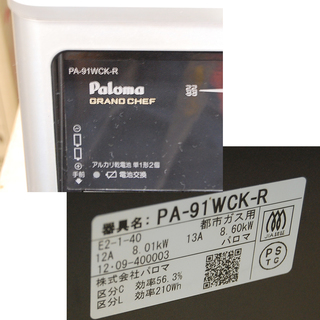 PA-91WCK-R
Paloma
GRAND CHEF
アルカリ乾電池 単1形2個
手前
電池交換
器具名: PA-91WCK-R
E2-1-40 都市ガス用
12A 8.01kW 13A 8.60kW
12·09-400003 パロマ
株式会社パロマ
区分C 効率56.3%
区分L 効率210Wh
PS
TG